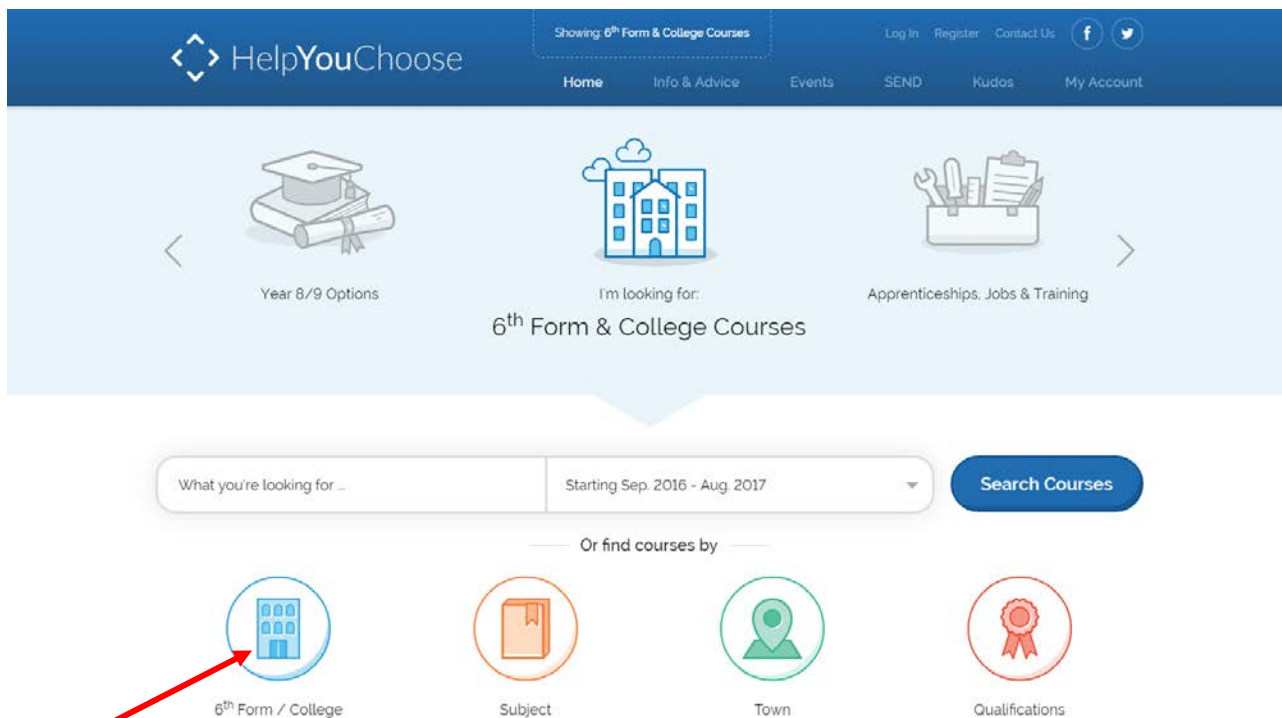 Showing: 6th Form & College Courses
Log In Register Contact Us
HelpYouChoose
Home Info & Advice Events SEND Kudos My Account
Year 8/9 Options
I'm looking for:
6th Form & College Courses
Apprenticeships, Jobs & Training
What you're looking for ...
Starting Sep. 2016 - Aug. 2017
Search Courses
Or find courses by
6th Form / College
Subject
Town
Qualifications